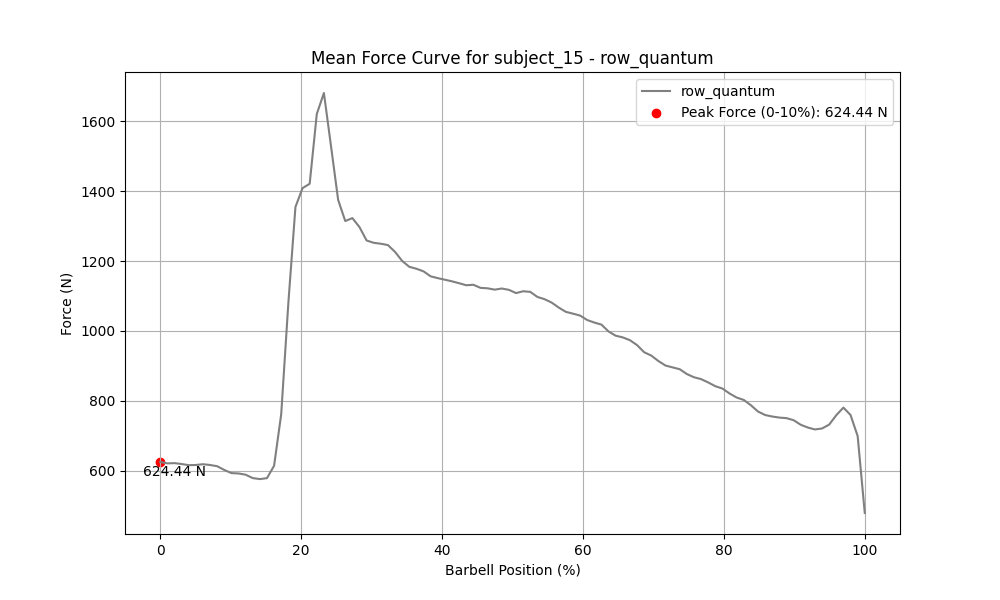 Mean Force Curve for subject_15 - row_quantum
row_quantum
Peak Force (0-10%): 624.44 N
1600
1400
1200
1000
800
600
624.44 N
Force (N)
0
20
40
60
80
100
Barbell Position (%)